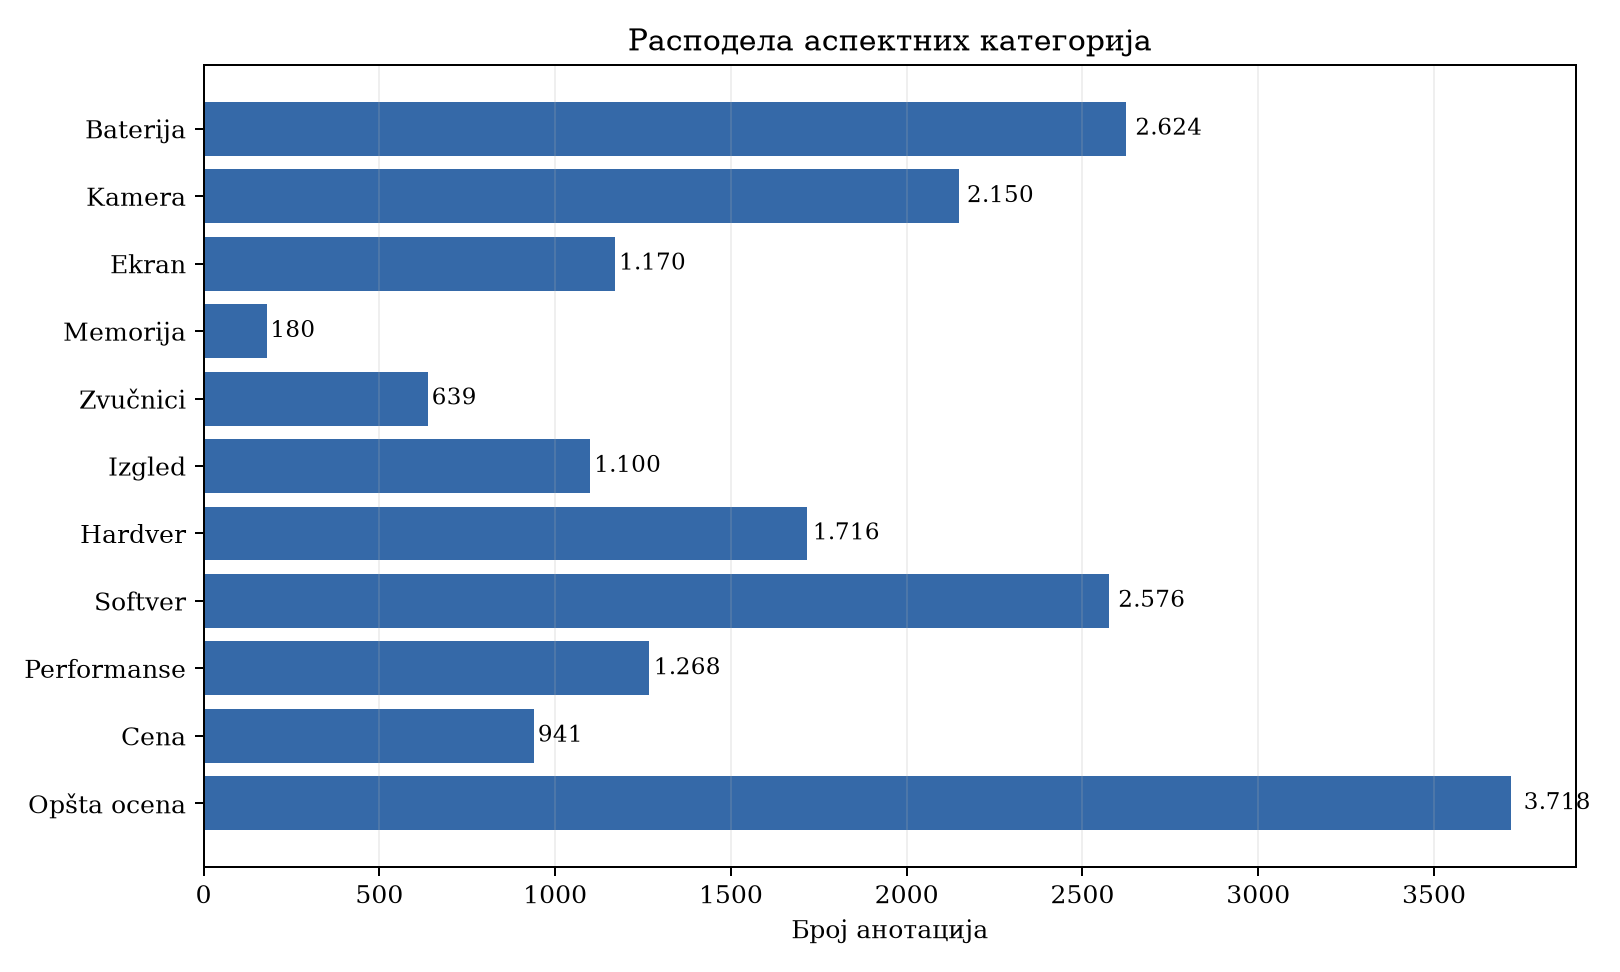 Расподела аспектних категорија
Baterija 2.624
Kamera 2.150
Ekran 1.170
Memorija 180
Zvučnici 639
Izgled 1.100
Hardver 1.716
Softver 2.576
Performanse 1.268
Cena 941
Opšta ocena 3.718
0 500 1000 1500 2000 2500 3000 3500
Број анотација